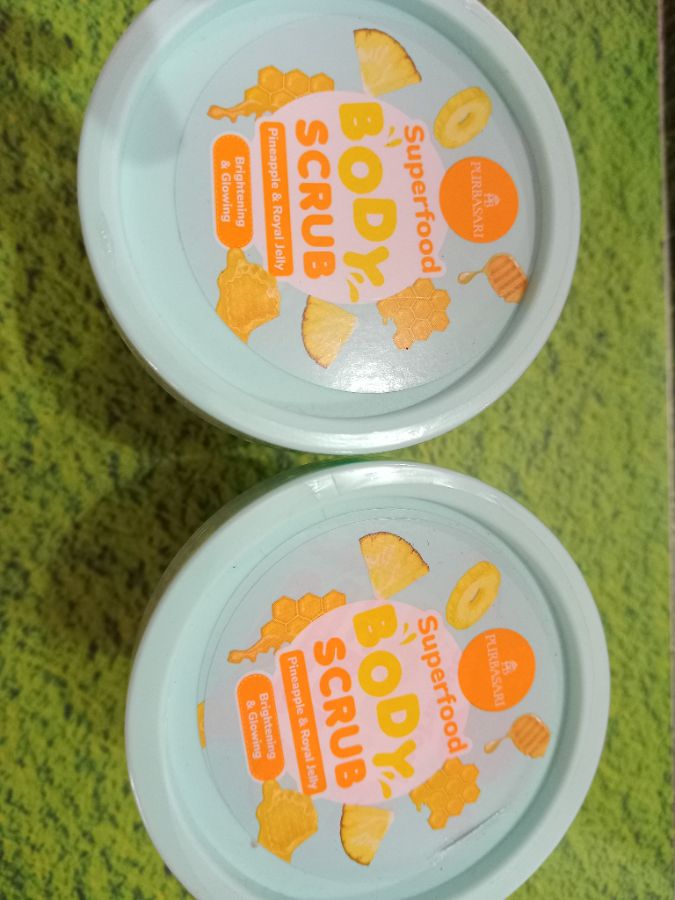 PURBASARI
Superfood
BODY
SCRUB
Pineapple & Royal Jelly
Brightening
& Glowing
PURBASARI
Superfood
BODY
SCRUB
Pineapple & Royal Jelly
Brightening
& Glowing